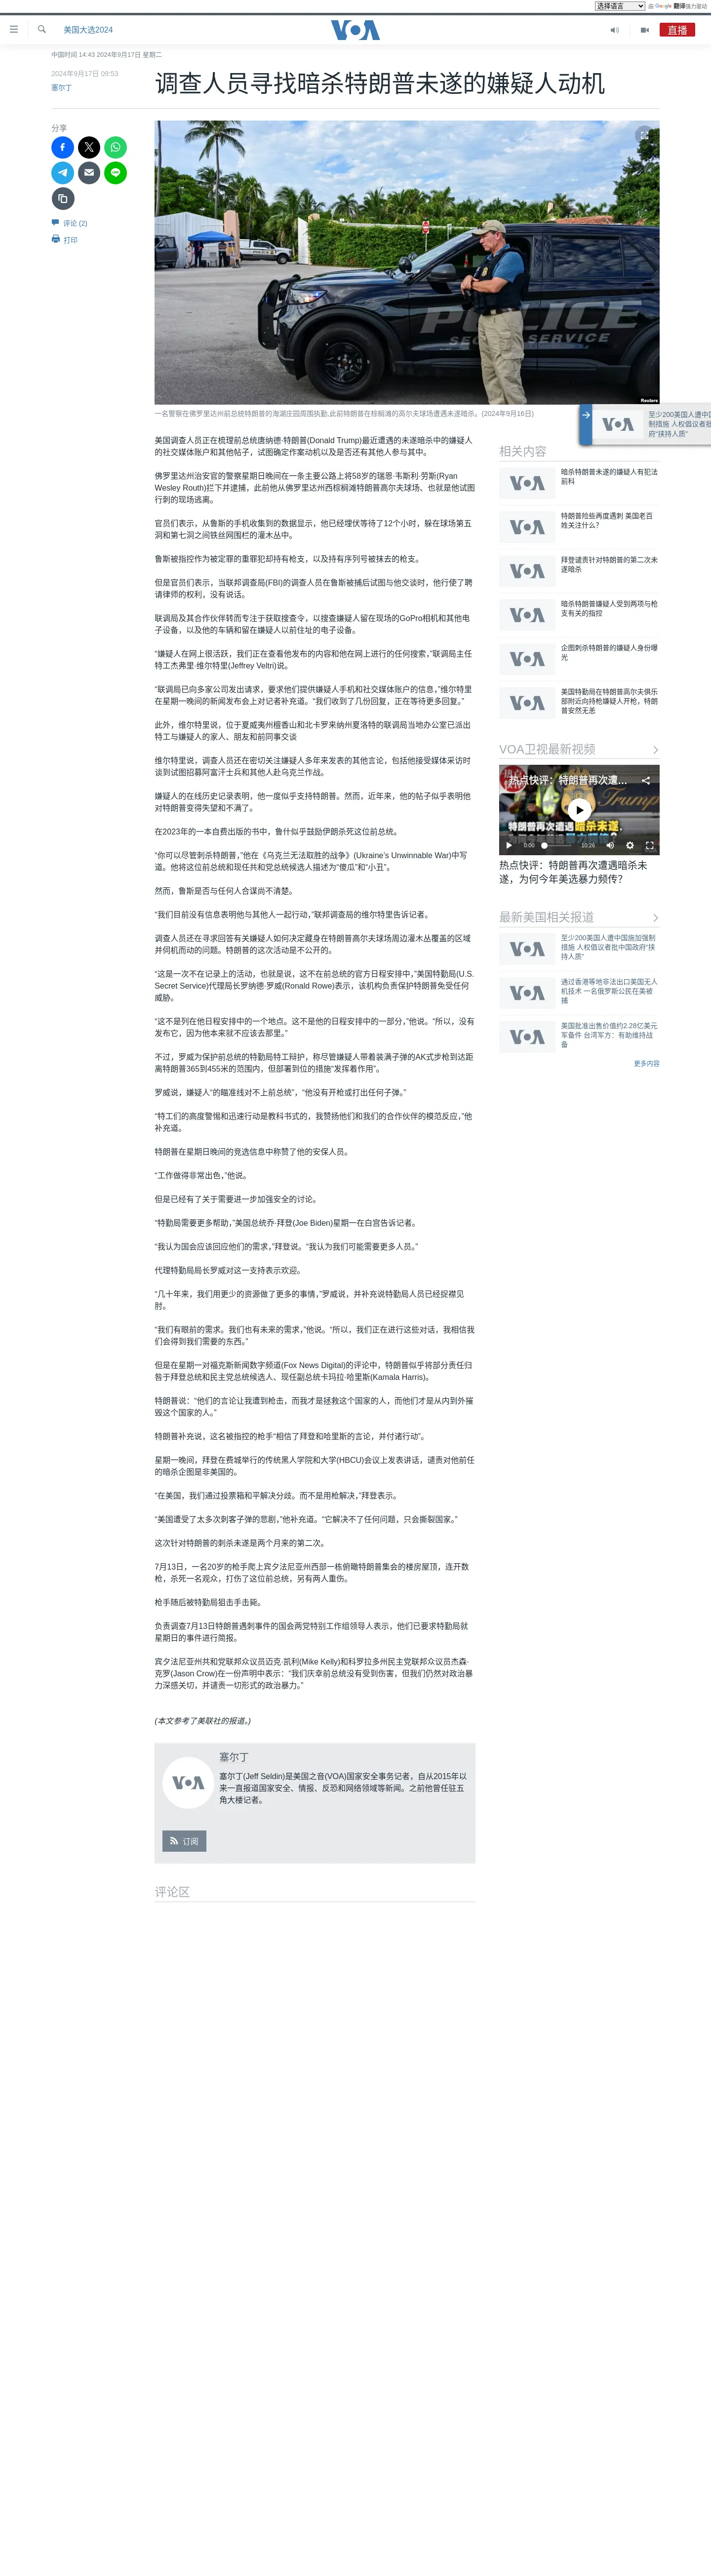 选择语言
由 Google 翻译强力驱动
美国大选2024
VOA
直播
中国时间 14:43 2024年9月17日 星期二
2024年9月17日 09:53
塞尔丁
调查人员寻找暗杀特朗普未遂的嫌疑人动机
分享
评论 (2)
打印
POLICE
Reuters
一名警察在佛罗里达州前总统特朗普的海湖庄园周围执勤,此前特朗普在棕榈滩的高尔夫球场遭遇未遂暗杀。(2024年9月16日)
至少200美国人遭中国
制措施 人权倡议者批
府“挟持人质”
美国调查人员正在梳理前总统唐纳德·特朗普(Donald Trump)最近遭遇的未遂暗杀中的嫌疑人
的社交媒体账户和其他帖子，试图确定作案动机以及是否还有其他人参与其中。
佛罗里达州治安官的警察星期日晚间在一条主要公路上将58岁的瑞恩·韦斯利·劳斯(Ryan
Wesley Routh)拦下并逮捕，此前他从佛罗里达州西棕榈滩特朗普高尔夫球场、也就是他试图
行刺的现场逃离。
官员们表示，从鲁斯的手机收集到的数据显示，他已经埋伏等待了12个小时，躲在球场第五
洞和第七洞之间铁丝网围栏的灌木丛中。
鲁斯被指控作为被定罪的重罪犯却持有枪支，以及持有序列号被抹去的枪支。
但是官员们表示，当联邦调查局(FBI)的调查人员在鲁斯被捕后试图与他交谈时，他行使了聘
请律师的权利，没有说话。
联调局及其合作伙伴转而专注于获取搜查令，以搜查嫌疑人留在现场的GoPro相机和其他电
子设备，以及他的车辆和留在嫌疑人以前住址的电子设备。
“嫌疑人在网上很活跃，我们正在查看他发布的内容和他在网上进行的任何搜索，”联调局主任
特工杰弗里·维尔特里(Jeffrey Veltri)说。
“联调局已向多家公司发出请求，要求他们提供嫌疑人手机和社交媒体账户的信息，”维尔特里
在星期一晚间的新闻发布会上对记者补充道。“我们收到了几份回复，正在等待更多回复。”
此外，维尔特里说，位于夏威夷州檀香山和北卡罗来纳州夏洛特的联调局当地办公室已派出
特工与嫌疑人的家人、朋友和前同事交谈
维尔特里说，调查人员还在密切关注嫌疑人多年来发表的其他言论，包括他接受媒体采访时
谈到试图招募阿富汗士兵和其他人赴乌克兰作战。
嫌疑人的在线历史记录表明，他一度似乎支持特朗普。然而，近年来，他的帖子似乎表明他
对特朗普变得失望和不满了。
在2023年的一本自费出版的书中，鲁什似乎鼓励伊朗杀死这位前总统。
“你可以尽管刺杀特朗普，”他在《乌克兰无法取胜的战争》(Ukraine’s Unwinnable War)中写
道。他将这位前总统和现任共和党总统候选人描述为“傻瓜”和“小丑”。
然而，鲁斯是否与任何人合谋尚不清楚。
“我们目前没有信息表明他与其他人一起行动，”联邦调查局的维尔特里告诉记者。
调查人员还在寻求回答有关嫌疑人如何决定藏身在特朗普高尔夫球场周边灌木丛覆盖的区域
并伺机而动的问题。特朗普的这次活动是不公开的。
“这是一次不在记录上的活动，也就是说，这不在前总统的官方日程安排中，”美国特勤局(U.S.
Secret Service)代理局长罗纳德·罗威(Ronald Rowe)表示，该机构负责保护特朗普免受任何
威胁。
“这不是列在他日程安排中的一个地点。这不是他的日程安排中的一部分，”他说。“所以，没有
发布它，因为他本来就不应该去那里。”
不过，罗威为保护前总统的特勤局特工辩护，称尽管嫌疑人带着装满子弹的AK式步枪到达距
离特朗普365到455米的范围内，但部署到位的措施“发挥着作用”。
罗威说，嫌疑人“的瞄准线对不上前总统”，“他没有开枪或打出任何子弹。”
“特工们的高度警惕和迅速行动是教科书式的，我赞扬他们和我们的合作伙伴的模范反应，”他
补充道。
特朗普在星期日晚间的竞选信息中称赞了他的安保人员。
“工作做得非常出色，”他说。
但是已经有了关于需要进一步加强安全的讨论。
“特勤局需要更多帮助，”美国总统乔·拜登(Joe Biden)星期一在白宫告诉记者。
“我认为国会应该回应他们的需求，”拜登说。“我认为我们可能需要更多人员。”
代理特勤局局长罗威对这一支持表示欢迎。
“几十年来，我们用更少的资源做了更多的事情，”罗威说，并补充说特勤局人员已经捉襟见
肘。
“我们有眼前的需求。我们也有未来的需求，”他说。“所以，我们正在进行这些对话，我相信我
们会得到我们需要的东西。”
但是在星期一对福克斯新闻数字频道(Fox News Digital)的评论中，特朗普似乎将部分责任归
咎于拜登总统和民主党总统候选人、现任副总统卡玛拉·哈里斯(Kamala Harris)。
特朗普说：“他们的言论让我遭到枪击，而我才是拯救这个国家的人，而他们才是从内到外摧
毁这个国家的人。”
特朗普补充说，这名被指控的枪手“相信了拜登和哈里斯的言论，并付诸行动”。
星期一晚间，拜登在费城举行的传统黑人学院和大学(HBCU)会议上发表讲话，谴责对他前任
的暗杀企图是非美国的。
“在美国，我们通过投票箱和平解决分歧。而不是用枪解决，”拜登表示。
“美国遭受了太多次刺客子弹的悲剧，”他补充道。“它解决不了任何问题，只会撕裂国家。”
这次针对特朗普的刺杀未遂是两个月来的第二次。
7月13日，一名20岁的枪手爬上宾夕法尼亚州西部一栋俯瞰特朗普集会的楼房屋顶，连开数
枪，杀死一名观众，打伤了这位前总统，另有两人重伤。
枪手随后被特勤局狙击手击毙。
负责调查7月13日特朗普遇刺事件的国会两党特别工作组领导人表示，他们已要求特勤局就
星期日的事件进行简报。
宾夕法尼亚州共和党联邦众议员迈克·凯利(Mike Kelly)和科罗拉多州民主党联邦众议员杰森·
克罗(Jason Crow)在一份声明中表示：“我们庆幸前总统没有受到伤害，但我们仍然对政治暴
力深感关切，并谴责一切形式的政治暴力。”
(本文参考了美联社的报道。)
塞尔丁
塞尔丁(Jeff Seldin)是美国之音(VOA)国家安全事务记者，自从2015年以
来一直报道国家安全、情报、反恐和网络领域等新闻。之前他曾任驻五
角大楼记者。
订阅
评论区
相关内容
暗杀特朗普未遂的嫌疑人有犯法
前科
特朗普险些再度遇刺 美国老百
姓关注什么？
拜登谴责针对特朗普的第二次未
遂暗杀
暗杀特朗普嫌疑人受到两项与枪
支有关的指控
企图刺杀特朗普的嫌疑人身份曝
光
美国特勤局在特朗普高尔夫俱乐
部附近向持枪嫌疑人开枪，特朗
普安然无恙
VOA卫视最新视频
热点快评：特朗普再次遭…
特朗普再次遭遇暗杀未遂，
0:00
10:26
热点快评：特朗普再次遭遇暗杀未
遂，为何今年美选暴力频传？
最新美国相关报道
至少200美国人遭中国施加强制
措施 人权倡议者批中国政府“挟
持人质”
通过香港等地非法出口美国无人
机技术 一名俄罗斯公民在美被
捕
美国批准出售价值约2.28亿美元
军备件 台湾军方：有助维持战
备
更多内容